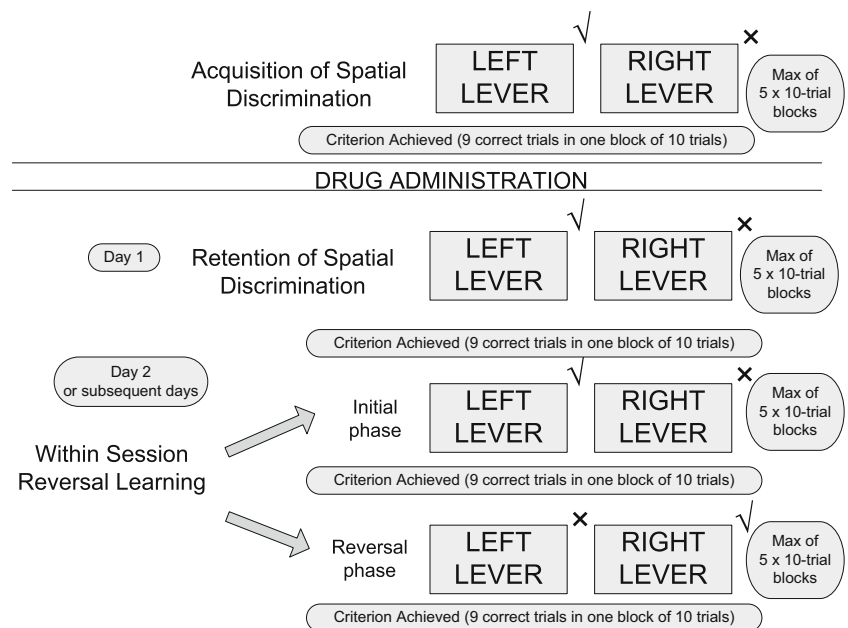 Acquisition of Spatial
Discrimination
LEFT
LEVER
√
RIGHT
LEVER
×
Max of
5 x 10-trial
blocks
Criterion Achieved (9 correct trials in one block of 10 trials)
DRUG ADMINISTRATION
Day 1
Retention of Spatial
Discrimination
LEFT
LEVER
√
RIGHT
LEVER
×
Max of
5 x 10-trial
blocks
Criterion Achieved (9 correct trials in one block of 10 trials)
Day 2
or subsequent days
Within Session
Reversal Learning
Initial
phase
LEFT
LEVER
√
RIGHT
LEVER
×
Max of
5 x 10-trial
blocks
Criterion Achieved (9 correct trials in one block of 10 trials)
Reversal
phase
LEFT
LEVER
×
RIGHT
LEVER
√
Max of
5 x 10-trial
blocks
Criterion Achieved (9 correct trials in one block of 10 trials)